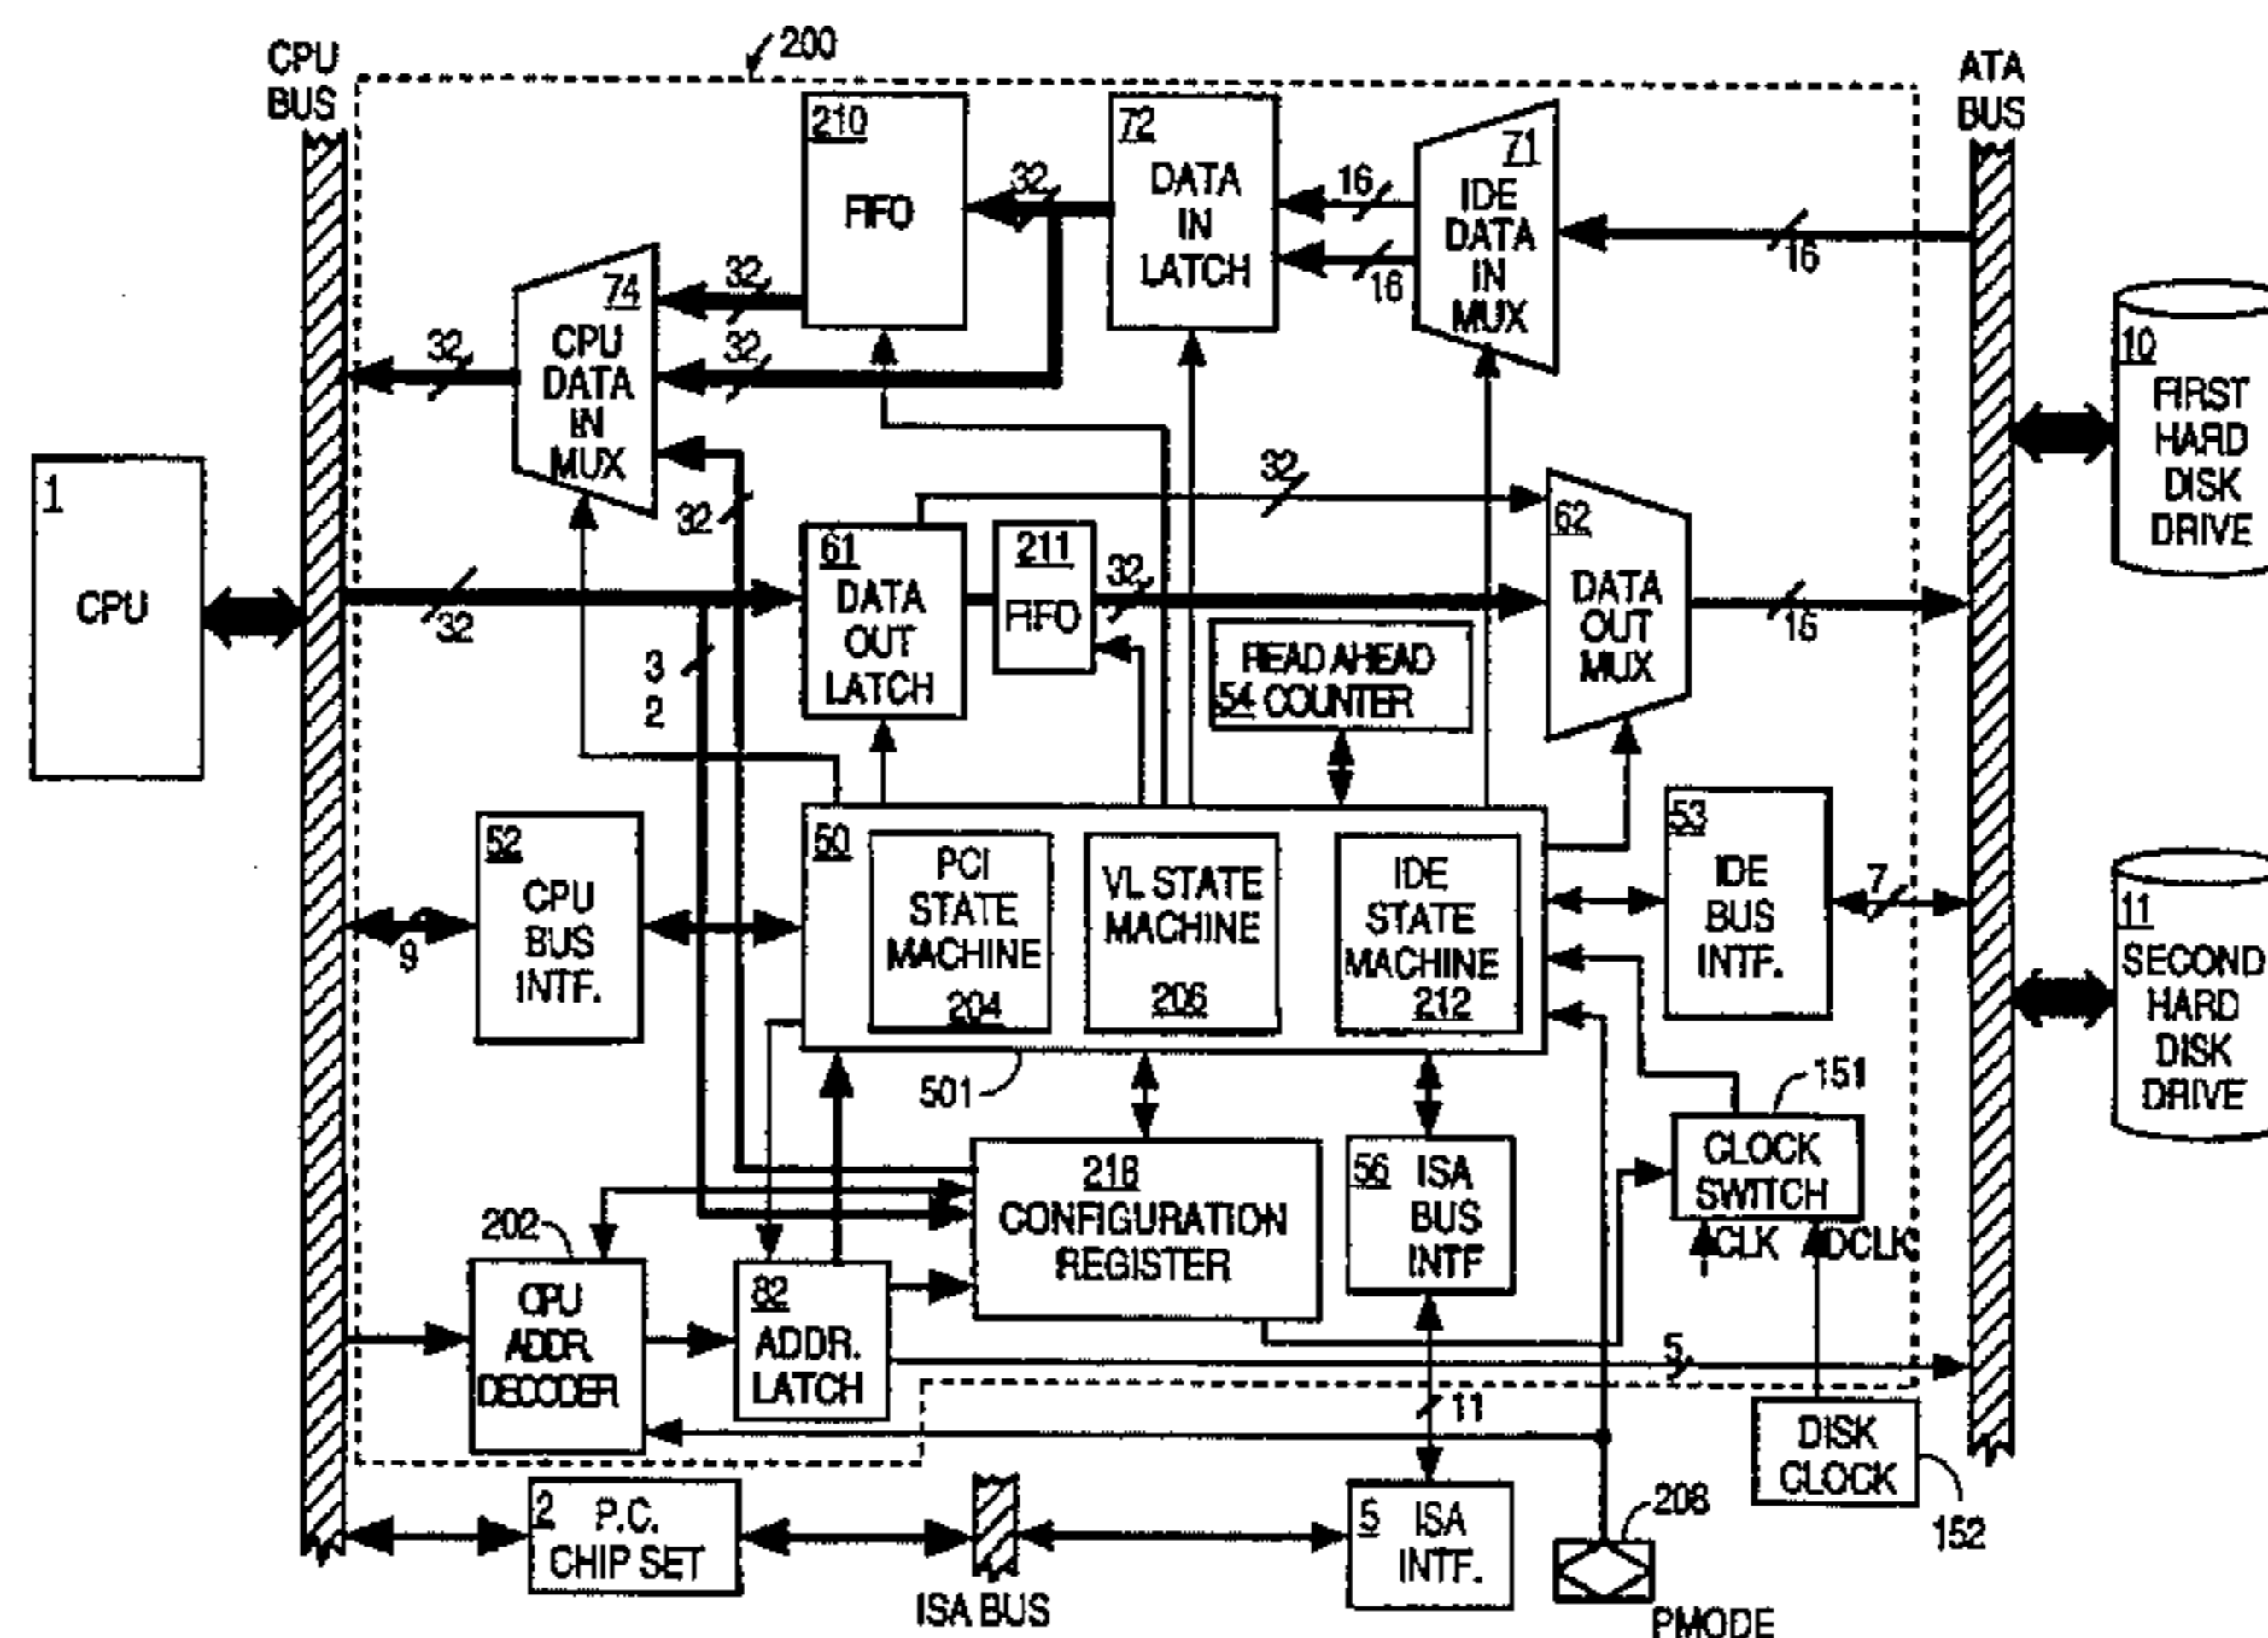 200
CPU
BUS
ATA
BUS
210
FIFO
32
72
DATA
IN
LATCH
16
16
71
IDE
DATA
IN
MUX
16
74
CPU
DATA
IN
MUX
32
32
32
32
10
FIRST
HARD
DISK
DRIVE
1
CPU
32
3
2
61
DATA
OUT
LATCH
211
FIFO
32
32
62
DATA
OUT
MUX
16
READ AHEAD
54 COUNTER
52
CPU
BUS
INTF.
9
50
PCI
STATE
MACHINE
204
VL STATE
MACHINE
206
IDE
STATE
MACHINE
212
53
IDE
BUS
INTF.
7
11
SECOND
HARD
DISK
DRIVE
501
151
CLOCK
SWITCH
CLK
DCLK
218
CONFIGURATION
REGISTER
56
ISA
BUS
INTF
202
CPU
ADDR.
DECODER
82
ADDR.
LATCH
5
11
DISK
CLOCK
152
2
P.C.
CHIP SET
ISA BUS
5
ISA
INTF.
208
PMODE